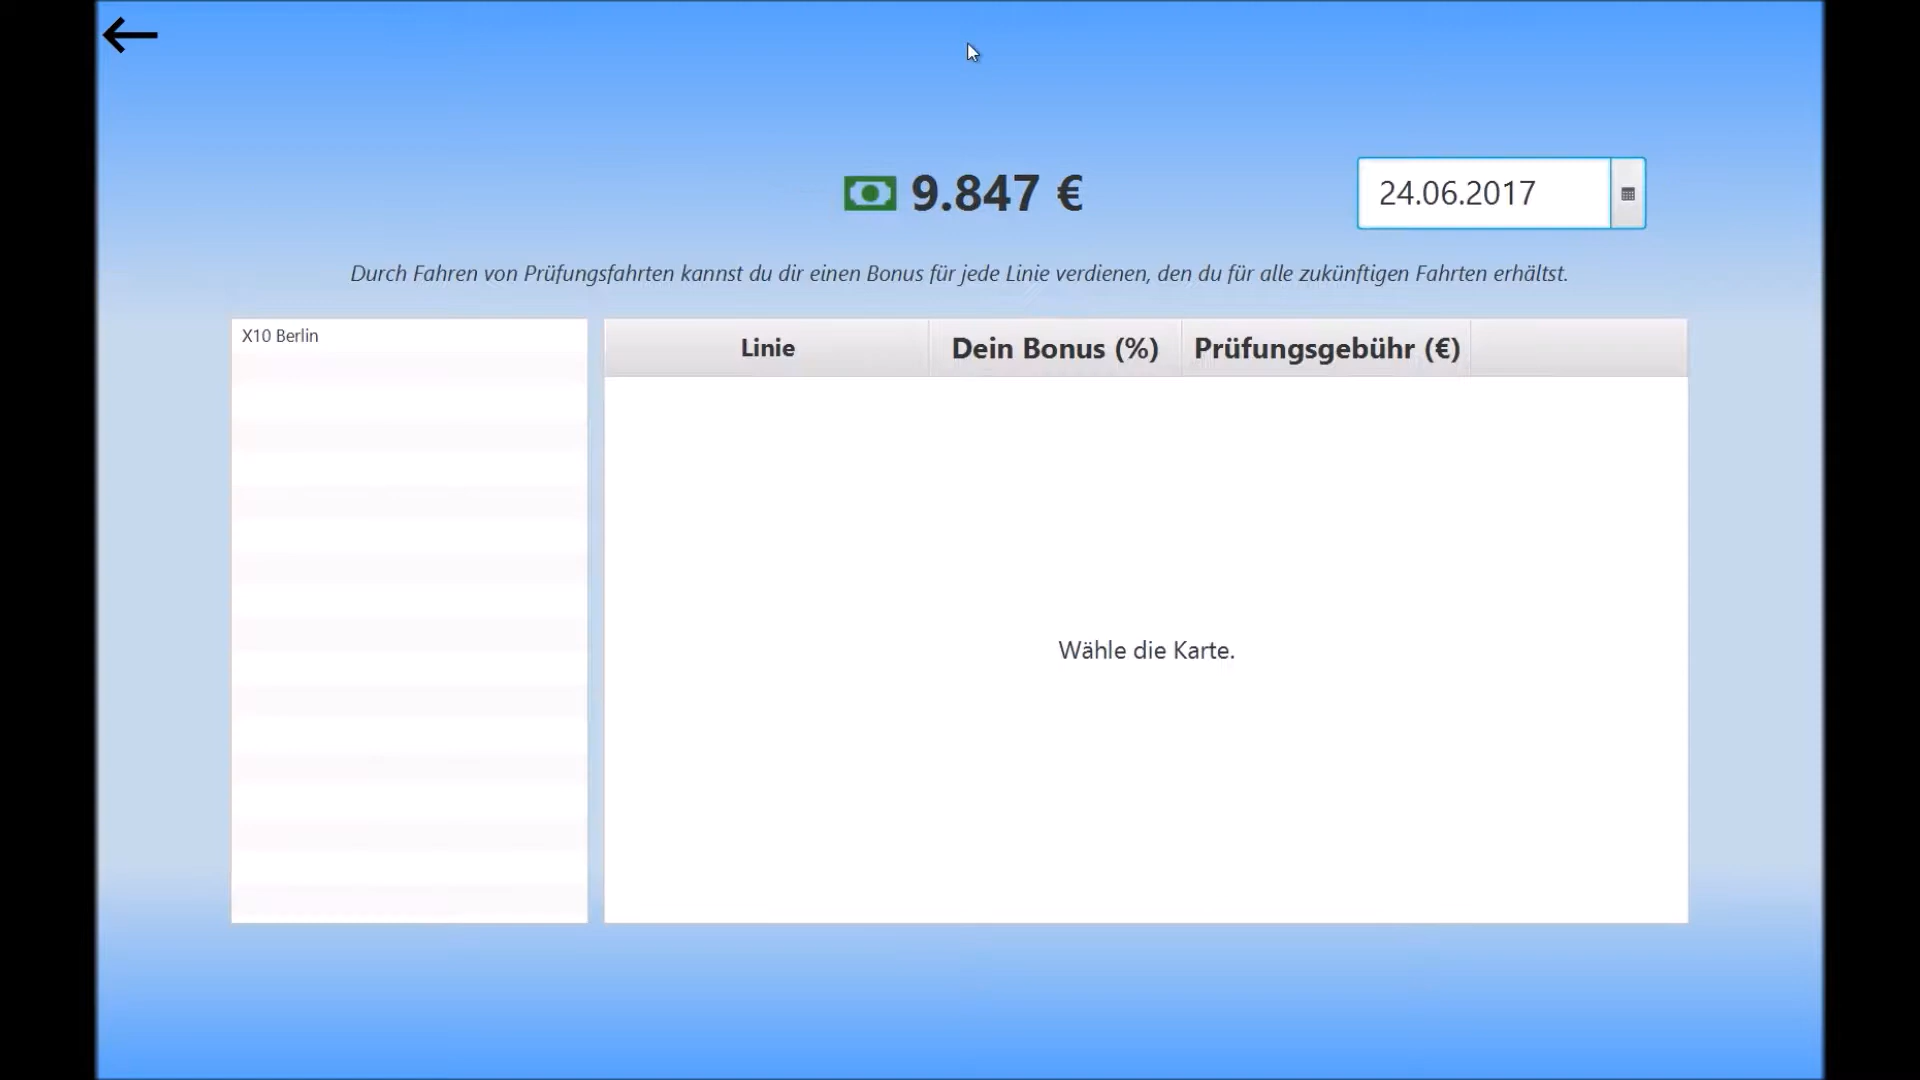 9.847 €
24.06.2017
Durch Fahren von Prüfungsfahrten kannst du dir einen Bonus für jede Linie verdienen, den du für alle zukünftigen Fahrten erhältst.
X10 Berlin
Linie
Dein Bonus (%)
Prüfungsgebühr (€)
Wähle die Karte.